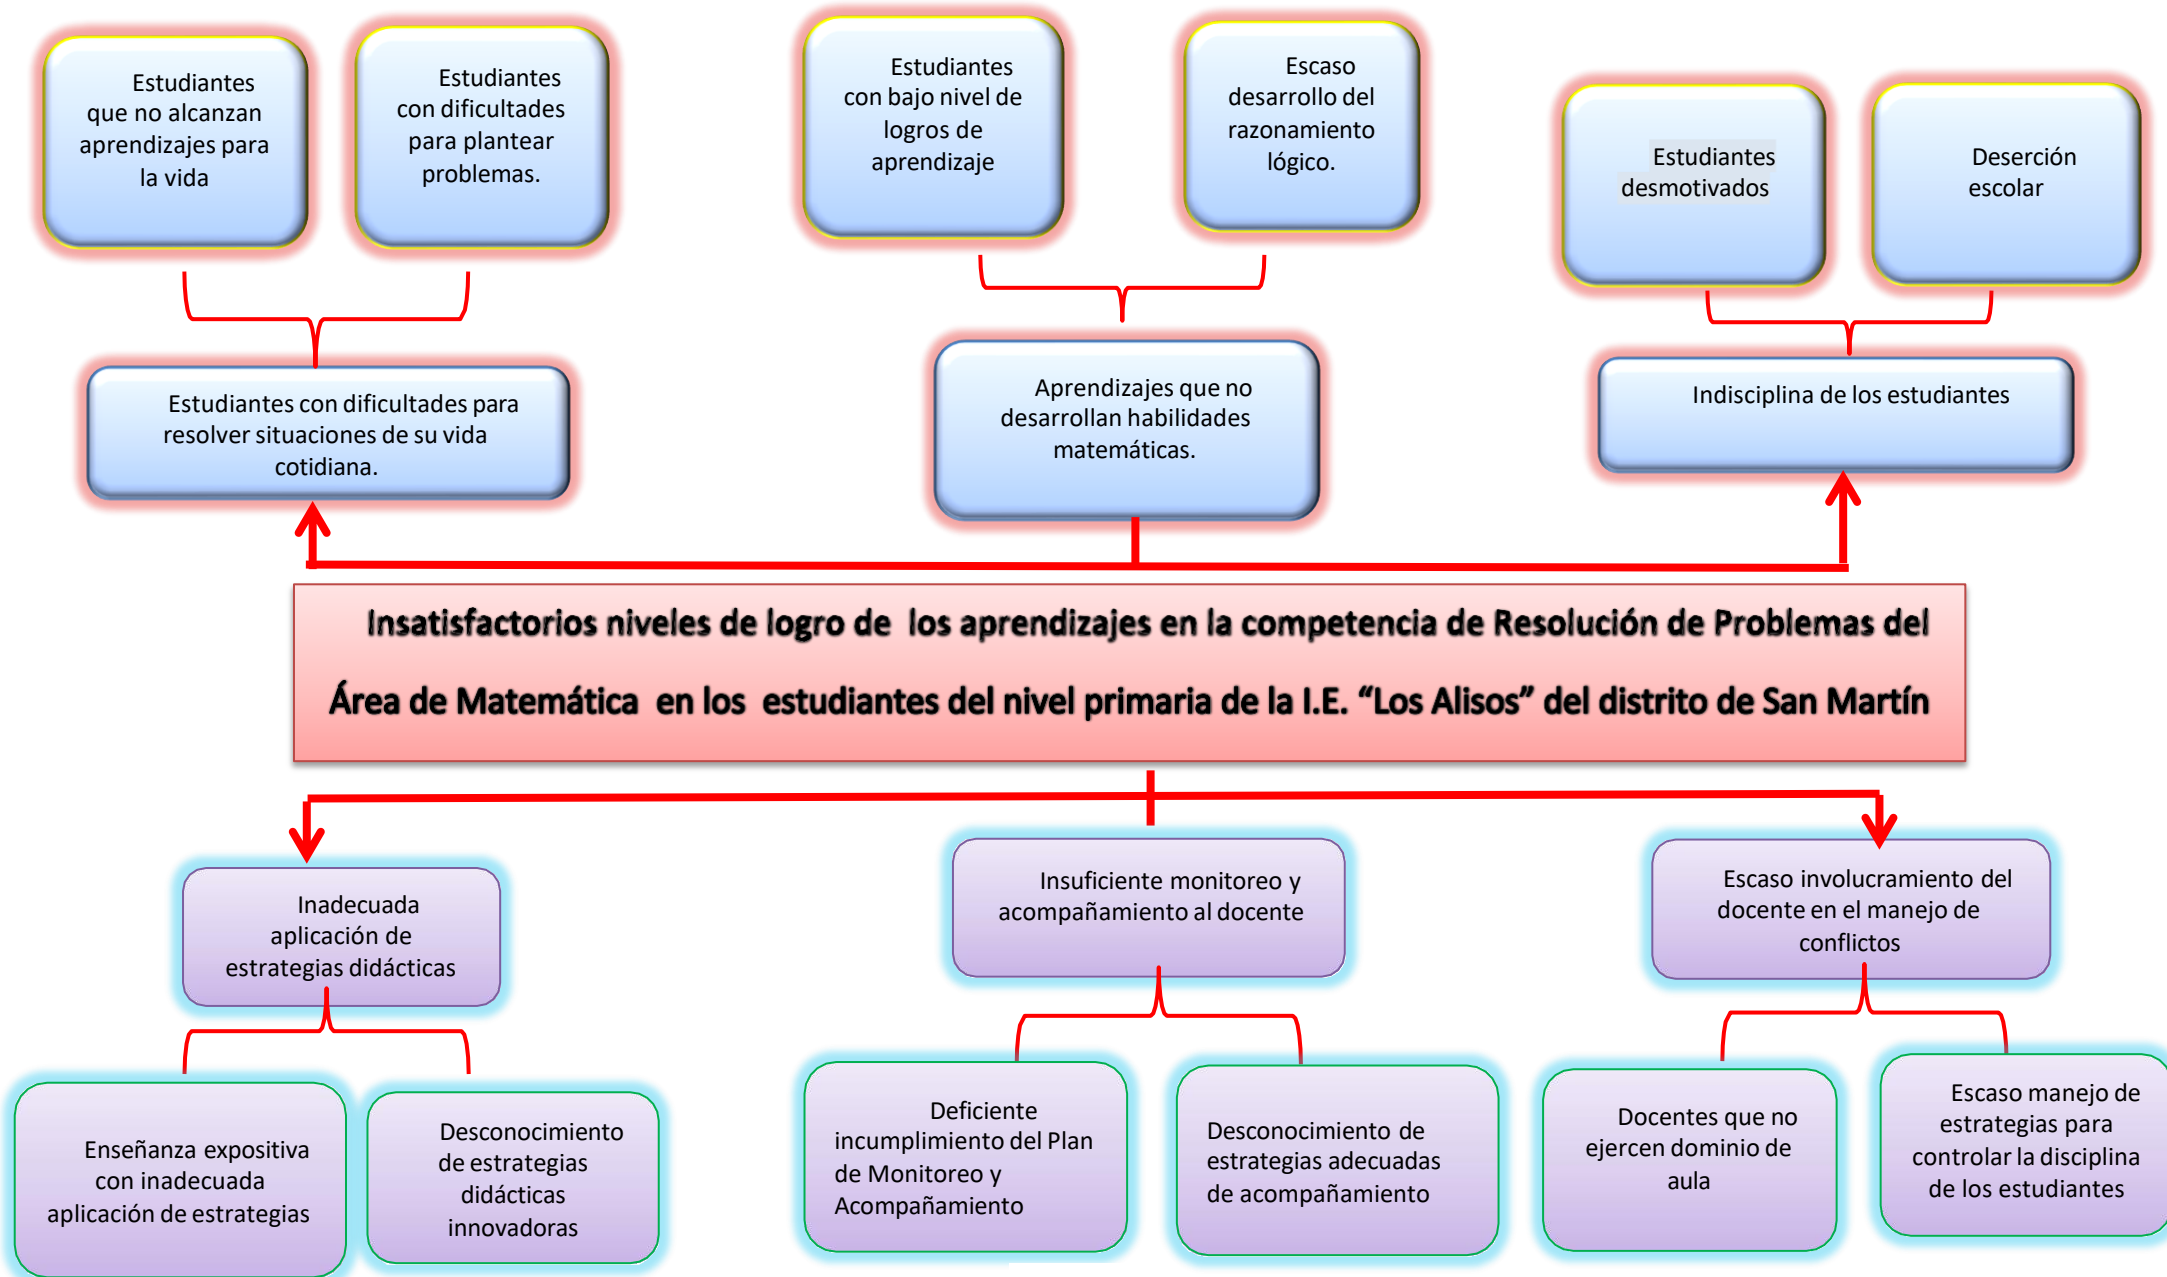 Estudiantes
que no alcanzan
aprendizajes para
la vida
Estudiantes
con dificultades
para plantear
problemas.
Estudiantes
con bajo nivel de
logros de
aprendizaje
Escaso
desarrollo del
razonamiento
lógico.
Estudiantes
desmotivados
Deserción
escolar
Estudiantes con dificultades para
resolver situaciones de su vida
cotidiana.
Aprendizajes que no
desarrollan habilidades
matemáticas.
Indisciplina de los estudiantes
Insatisfactorios niveles de logro de los aprendizajes en la competencia de Resolución de Problemas del
Área de Matemática en los estudiantes del nivel primaria de la I.E. “Los Alisos” del distrito de San Martín
Inadecuada
aplicación de
estrategias didácticas
Insuficiente monitoreo y
acompañamiento al docente
Escaso involucramiento del
docente en el manejo de
conflictos
Enseñanza expositiva
con inadecuada
aplicación de estrategias
Desconocimiento
de estrategias
didácticas
innovadoras
Deficiente
incumplimiento del Plan
de Monitoreo y
Acompañamiento
Desconocimiento de
estrategias adecuadas
de acompañamiento
Docentes que no
ejercen dominio de
aula
Escaso manejo de
estrategias para
controlar la disciplina
de los estudiantes